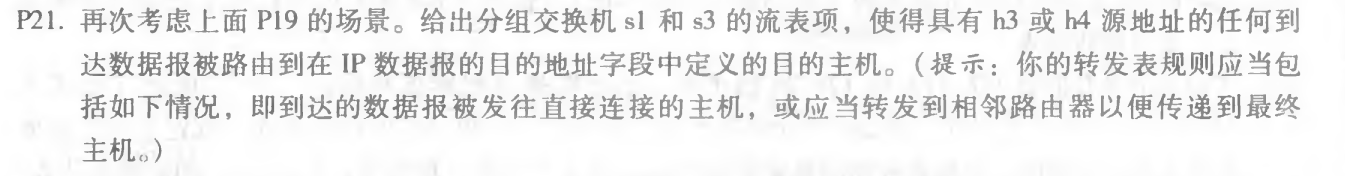 P21. 再次考虑上面 P19 的场景。给出分组交换机 s1 和 s3 的流表项，使得具有 h3 或 h4 源地址的任何到
达数据报被路由到在 IP 数据报的目的地址字段中定义的目的主机。（提示：你的转发表规则应当包
括如下情况，即到达的数据报被发往直接连接的主机，或应当转发到相邻路由器以便传递到最终
主机。）